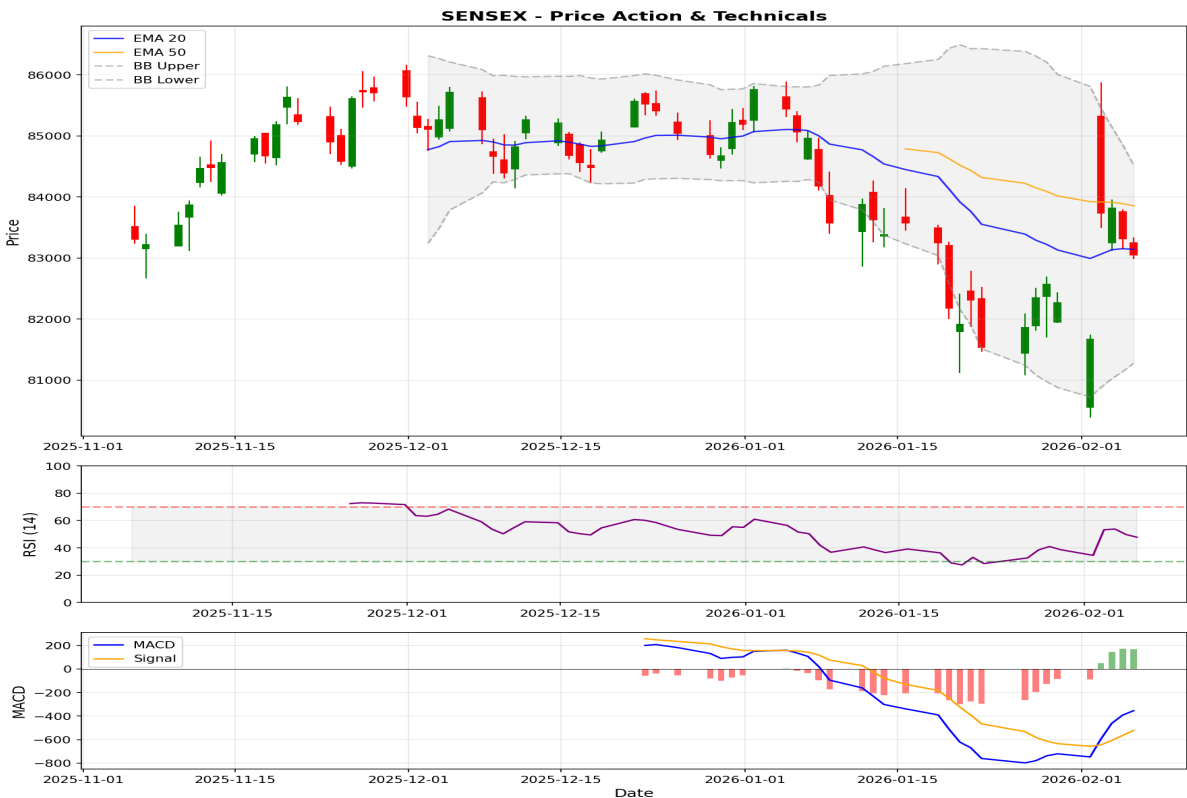 SENSEX - Price Action & Technicals
EMA 20
EMA 50
BB Upper
BB Lower
Price
86000
85000
84000
83000
82000
81000
2025-11-01 2025-11-15 2025-12-01 2025-12-15 2026-01-01 2026-01-15 2026-02-01
RSI (14)
100
80
60
40
20
0
2025-11-15 2025-12-01 2025-12-15 2026-01-01 2026-01-15 2026-02-01
MACD
Signal
MACD
200
0
−200
−400
−600
−800
2025-11-01 2025-11-15 2025-12-01 2025-12-15 2026-01-01 2026-01-15 2026-02-01
Date